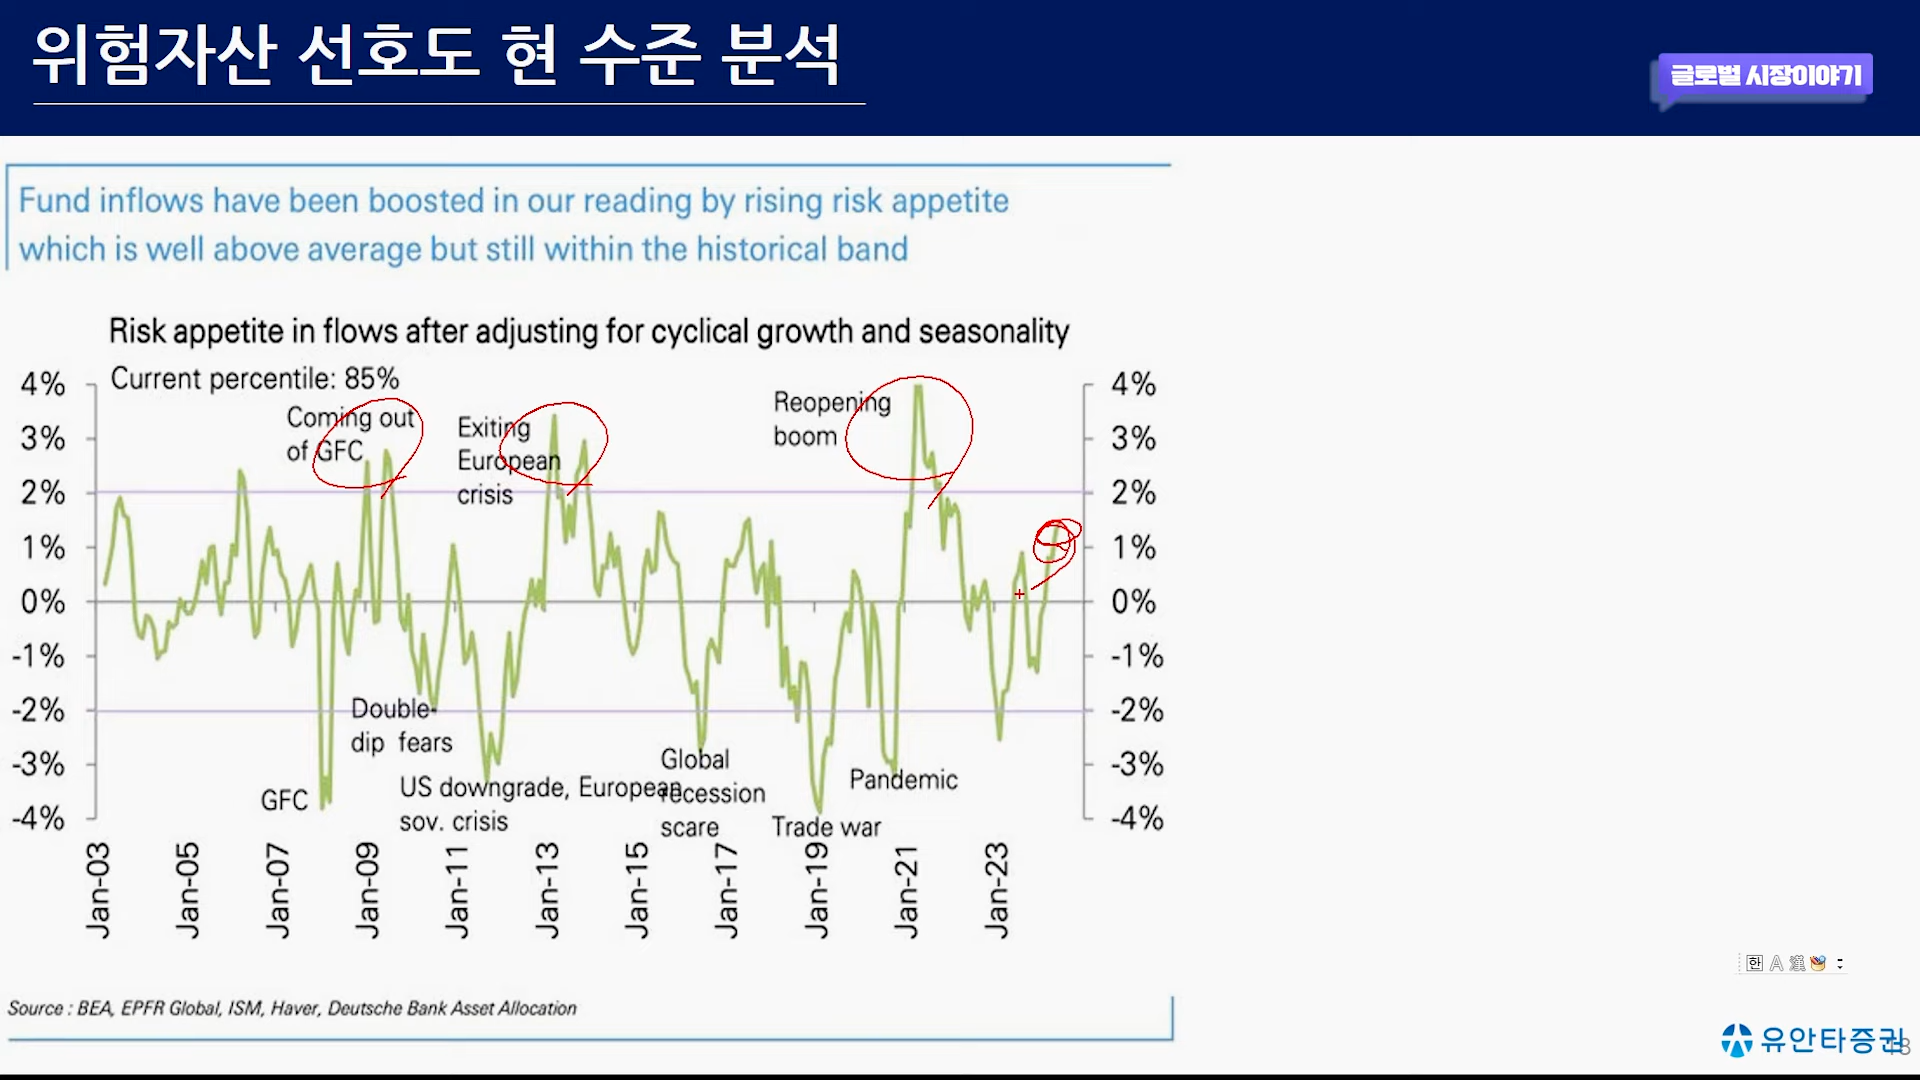 위험자산 선호도 현 수준 분석
글로벌 시장이야기
Fund inflows have been boosted in our reading by rising risk appetite
which is well above average but still within the historical band
Risk appetite in flows after adjusting for cyclical growth and seasonality
Current percentile: 85%
4%
3%
2%
1%
0%
-1%
-2%
-3%
-4%
Coming out
of GFC
Exiting
European
crisis
Reopening
boom
Double-
dip fears
GFC
US downgrade, European
sov. crisis
Global
recession
scare
Trade war
Pandemic
4%
3%
2%
1%
0%
-1%
-2%
-3%
-4%
Jan-03
Jan-05
Jan-07
Jan-09
Jan-11
Jan-13
Jan-15
Jan-17
Jan-19
Jan-21
Jan-23
한 A 漢
Source : BEA, EPFR Global, ISM, Haver, Deutsche Bank Asset Allocation
유안타증권